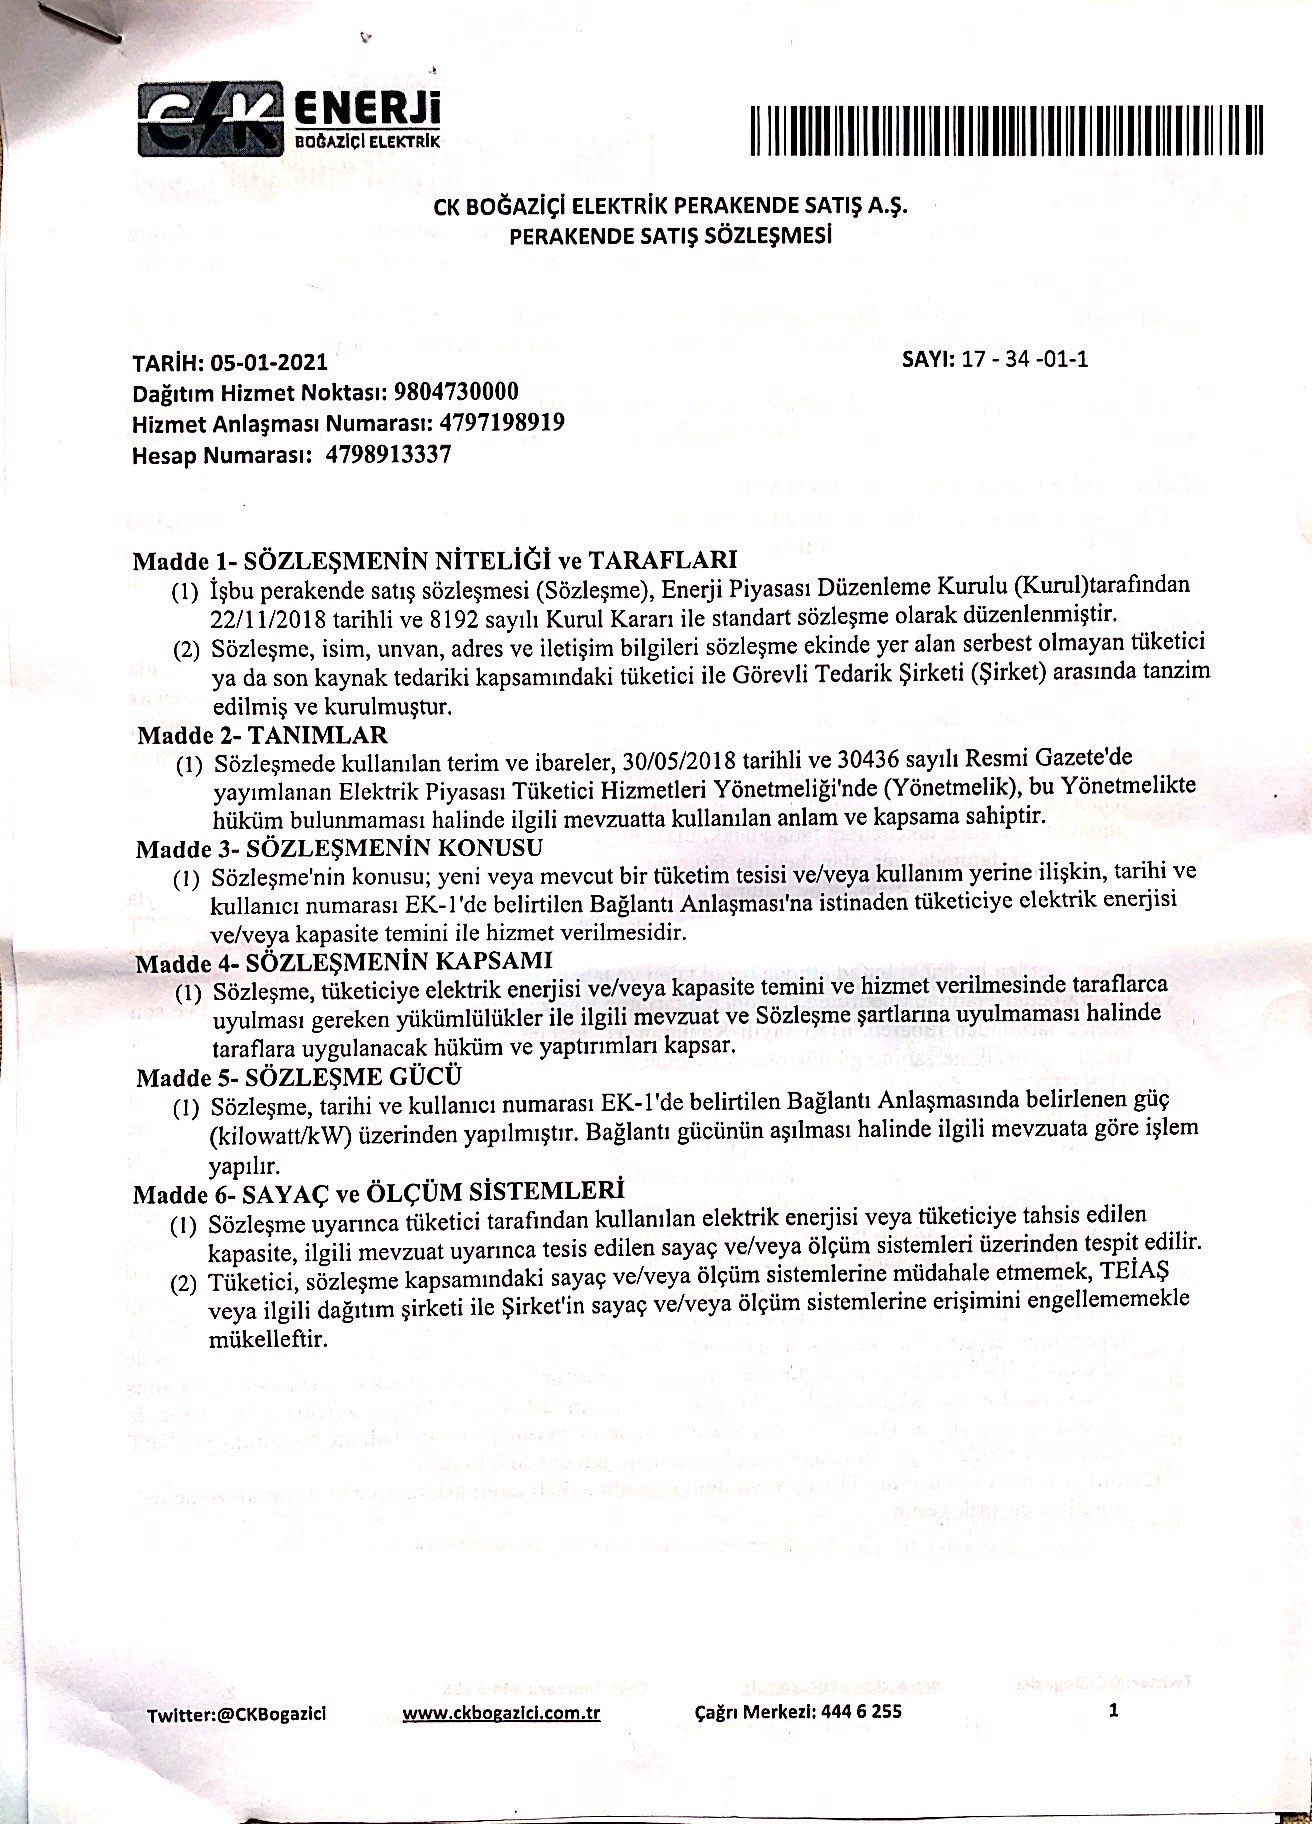 CK ENERJİ
BOĞAZİÇİ ELEKTRİK
CK BOĞAZİÇİ ELEKTRİK PERAKENDE SATIŞ A.Ş.
PERAKENDE SATIŞ SÖZLEŞMESİ
TARİH: 05-01-2021
SAYI: 17 - 34 -01-1
Dağıtım Hizmet Noktası: 9804730000
Hizmet Anlaşması Numarası: 4797198919
Hesap Numarası: 4798913337
Madde 1- SÖZLEŞMENİN NİTELİĞİ ve TARAFLARI
(1) İşbu perakende satış sözleşmesi (Sözleşme), Enerji Piyasası Düzenleme Kurulu (Kurul)tarafından
22/11/2018 tarihli ve 8192 sayılı Kurul Kararı ile standart sözleşme olarak düzenlenmiştir.
(2) Sözleşme, isim, unvan, adres ve iletişim bilgileri sözleşme ekinde yer alan serbest olmayan tüketici
ya da son kaynak tedariki kapsamındaki tüketici ile Görevli Tedarik Şirketi (Şirket) arasında tanzim
edilmiş ve kurulmuştur.
Madde 2- TANIMLAR
(1) Sözleşmede kullanılan terim ve ibareler, 30/05/2018 tarihli ve 30436 sayılı Resmi Gazete'de
yayımlanan Elektrik Piyasası Tüketici Hizmetleri Yönetmeliği'nde (Yönetmelik), bu Yönetmelikte
hüküm bulunmaması halinde ilgili mevzuatta kullanılan anlam ve kapsama sahiptir.
Madde 3- SÖZLEŞMENİN KONUSU
(1) Sözleşme'nin konusu; yeni veya mevcut bir tüketim tesisi ve/veya kullanım yerine ilişkin, tarihi ve
kullanıcı numarası EK-1'de belirtilen Bağlantı Anlaşması'na istinaden tüketiciye elektrik enerjisi
ve/veya kapasite temini ile hizmet verilmesidir.
Madde 4- SÖZLEŞMENİN KAPSAMI
(1) Sözleşme, tüketiciye elektrik enerjisi ve/veya kapasite temini ve hizmet verilmesinde taraflarca
uyulması gereken yükümlülükler ile ilgili mevzuat ve Sözleşme şartlarına uyulmaması halinde
taraflara uygulanacak hüküm ve yaptırımları kapsar.
Madde 5- SÖZLEŞME GÜCÜ
(1) Sözleşme, tarihi ve kullanıcı numarası EK-1'de belirtilen Bağlantı Anlaşmasında belirlenen güç
(kilowatt/kW) üzerinden yapılmıştır. Bağlantı gücünün aşılması halinde ilgili mevzuata göre işlem
yapılır.
Madde 6- SAYAÇ ve ÖLÇÜM SİSTEMLERİ
(1) Sözleşme uyarınca tüketici tarafından kullanılan elektrik enerjisi veya tüketiciye tahsis edilen
kapasite, ilgili mevzuat uyarınca tesis edilen sayaç ve/veya ölçüm sistemleri üzerinden tespit edilir.
(2) Tüketici, sözleşme kapsamındaki sayaç ve/veya ölçüm sistemlerine müdahale etmemek, TEİAŞ
veya ilgili dağıtım şirketi ile Şirket'in sayaç ve/veya ölçüm sistemlerine erişimini engellememekle
mükelleftir.
Twitter:@CKBogazici www.ckbogazici.com.tr Çağrı Merkezi: 444 6 255 1